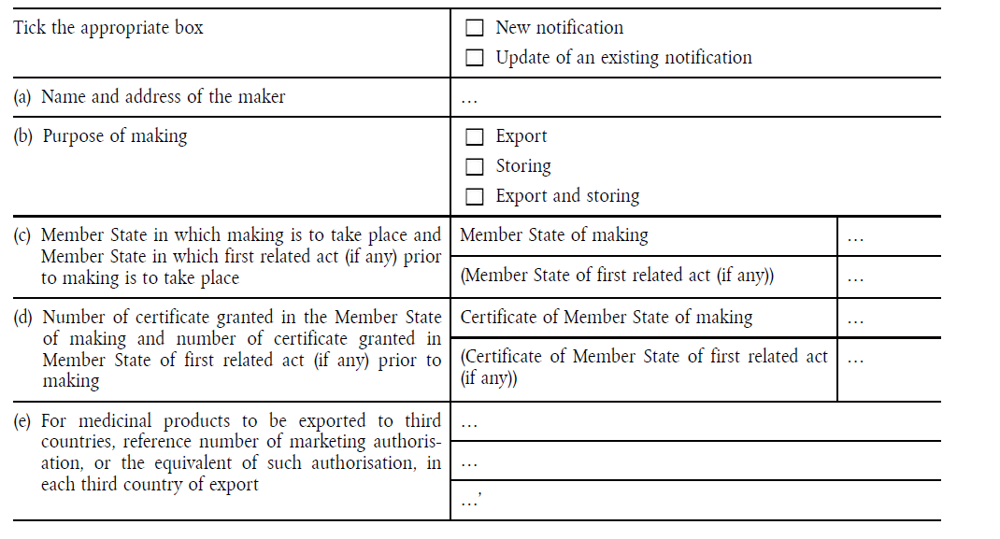 Tick the appropriate box
☐ New notification
☐ Update of an existing notification
(a) Name and address of the maker
…
(b) Purpose of making
☐ Export
☐ Storing
☐ Export and storing
(c) Member State in which making is to take place and
Member State in which first related act (if any) prior
to making is to take place
Member State of making
…
(Member State of first related act (if any))
…
(d) Number of certificate granted in the Member State
of making and number of certificate granted in
Member State of first related act (if any) prior to
making
Certificate of Member State of making
…
(Certificate of Member State of first related act
(if any))
…
(e) For medicinal products to be exported to third
countries, reference number of marketing authoris-
ation, or the equivalent of such authorisation, in
each third country of export
…
…
…’